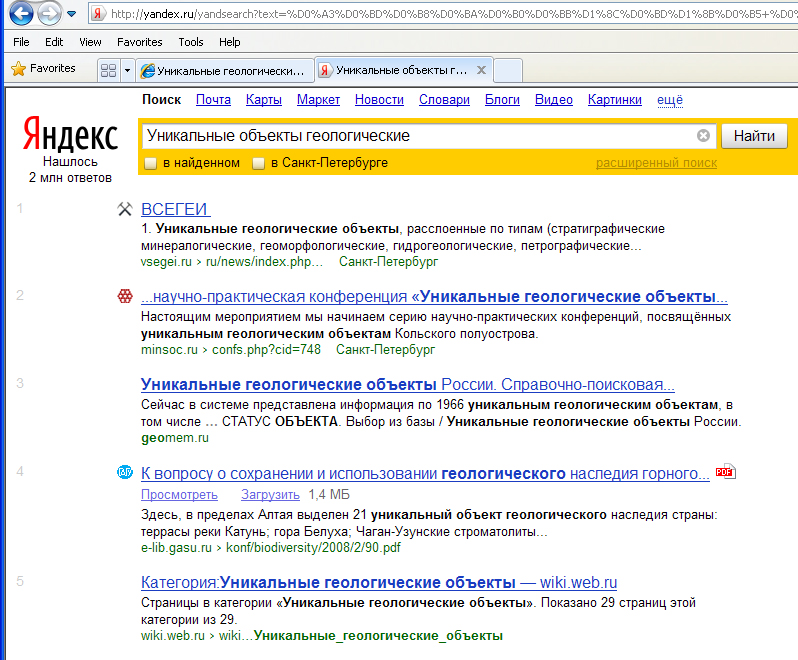 http://yandex.ru/yandsearch?text=%D0%A3%D0%BD%D0%B8%D0%BA%D0%B0%D0%BB%D1%8C%D0%BD%D1%8B%D0%B5+%D0%
File Edit View Favorites Tools Help
Favorites Уникальные геологически... Уникальные объекты г...
Поиск Почта Карты Маркет Новости Словари Блоги Видео Картинки ещё
Яндекс
Уникальные объекты геологические Найти
Нашлось
2 млн ответов
в найденном в Санкт-Петербурге расширенный поиск
1 ВСЕГЕИ
1. Уникальные геологические объекты, расслоенные по типам (стратиграфические
минералогические, геоморфологические, гидрогеологические, петрографические...
vsegei.ru › ru/news/index.php... Санкт-Петербург
2 ...научно-практическая конференция «Уникальные геологические объекты...
Настоящим мероприятием мы начинаем серию научно-практических конференций, посвящённых
уникальным геологическим объектам Кольского полуострова.
minsoc.ru › confs.php?cid=748 Санкт-Петербург
3 Уникальные геологические объекты России. Справочно-поисковая...
Сейчас в системе представлена информация по 1966 уникальным геологическим объектам, в
том числе ... СТАТУС ОБЪЕКТА. Выбор из базы / Уникальные геологические объекты России.
geomem.ru
4 К вопросу о сохранении и использовании геологического наследия горного... PDF
Просмотреть Загрузить 1,4 МБ
Здесь, в пределах Алтая выделен 21 уникальный объект геологического наследия страны:
террасы реки Катунь; гора Белуха; Чаган-Узунские строматолиты...
e-lib.gasu.ru › konf/biodiversity/2008/2/90.pdf
5 Категория:Уникальные геологические объекты — wiki.web.ru
Страницы в категории «Уникальные геологические объекты». Показано 29 страниц этой
категории из 29.
wiki.web.ru › wiki...Уникальные_геологические_объекты